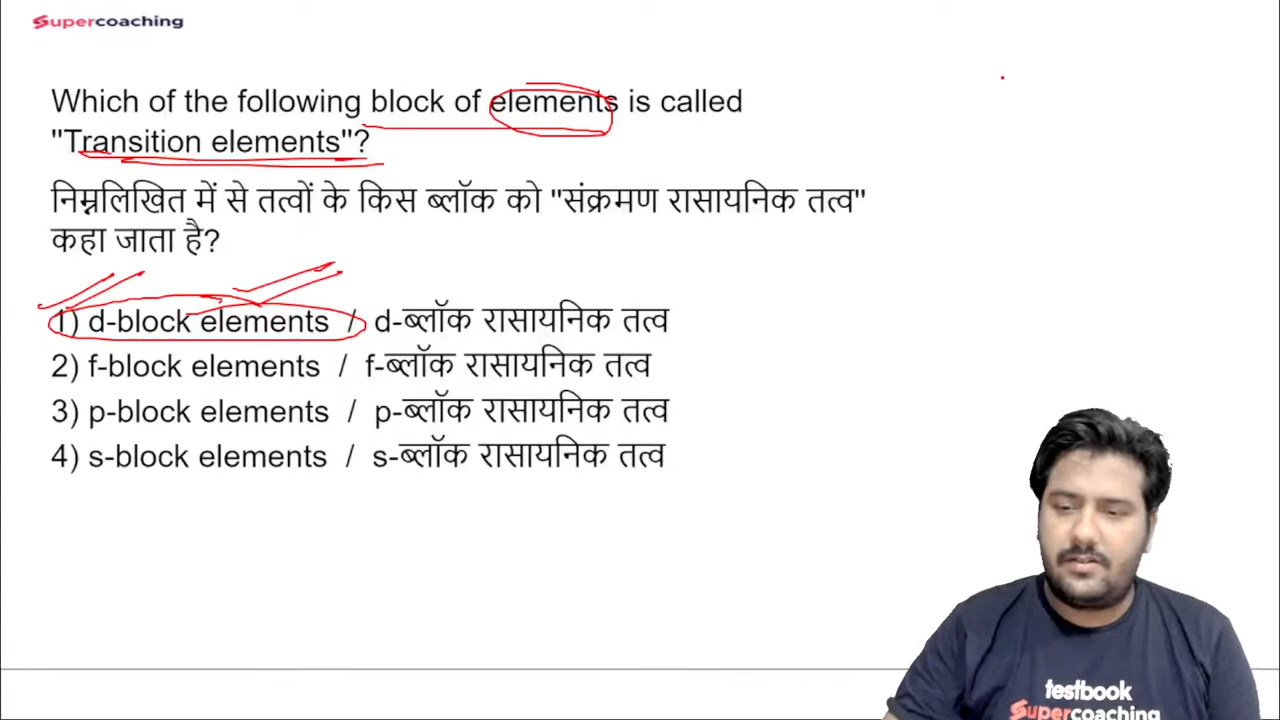 Supercoaching
Which of the following block of elements is called
"Transition elements"?
निम्नलिखित में से तत्वों के किस ब्लॉक को "संक्रमण रासायनिक तत्व"
कहा जाता है?
1) d-block elements / d-ब्लॉक रासायनिक तत्व
2) f-block elements / f-ब्लॉक रासायनिक तत्व
3) p-block elements / p-ब्लॉक रासायनिक तत्व
4) s-block elements / s-ब्लॉक रासायनिक तत्व
testbook
Supercoaching